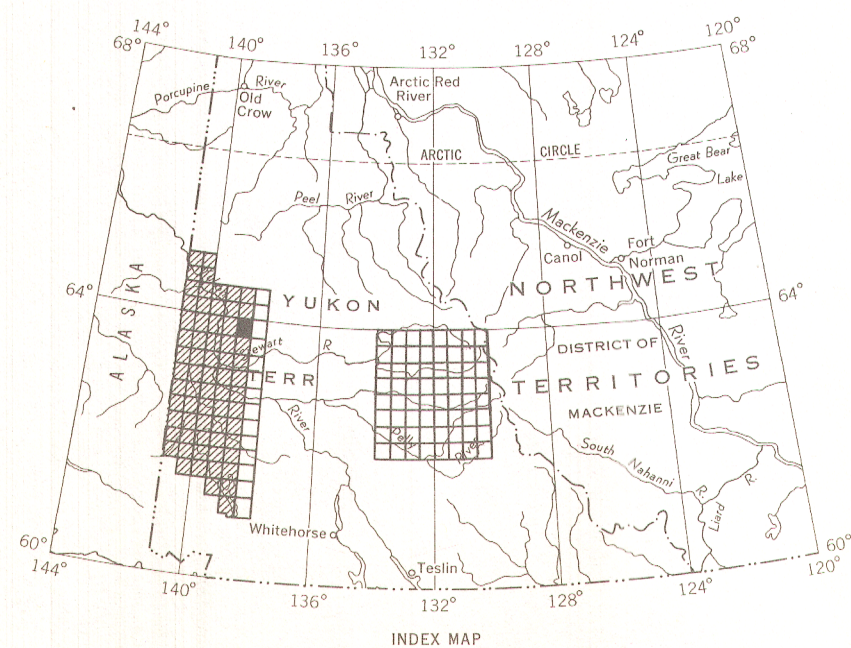 144°
140°
136°
132°
128°
124°
120°
68°
68°
Porcupine River
Old
Crow
Arctic Red
River
ARCTIC CIRCLE
Great Bear
Lake
Peel River
Mackenzie
Canol
Fort
Norman
64°
64°
ALASKA
YUKON
NORTHWEST
Stewart R.
TERR
DISTRICT OF
TERRITORIES
MACKENZIE
River
River
Pelly River
South Nahanni R.
Liard R.
Whitehorse
Teslin
60°
60°
144°
140°
136°
132°
128°
124°
120°
INDEX MAP